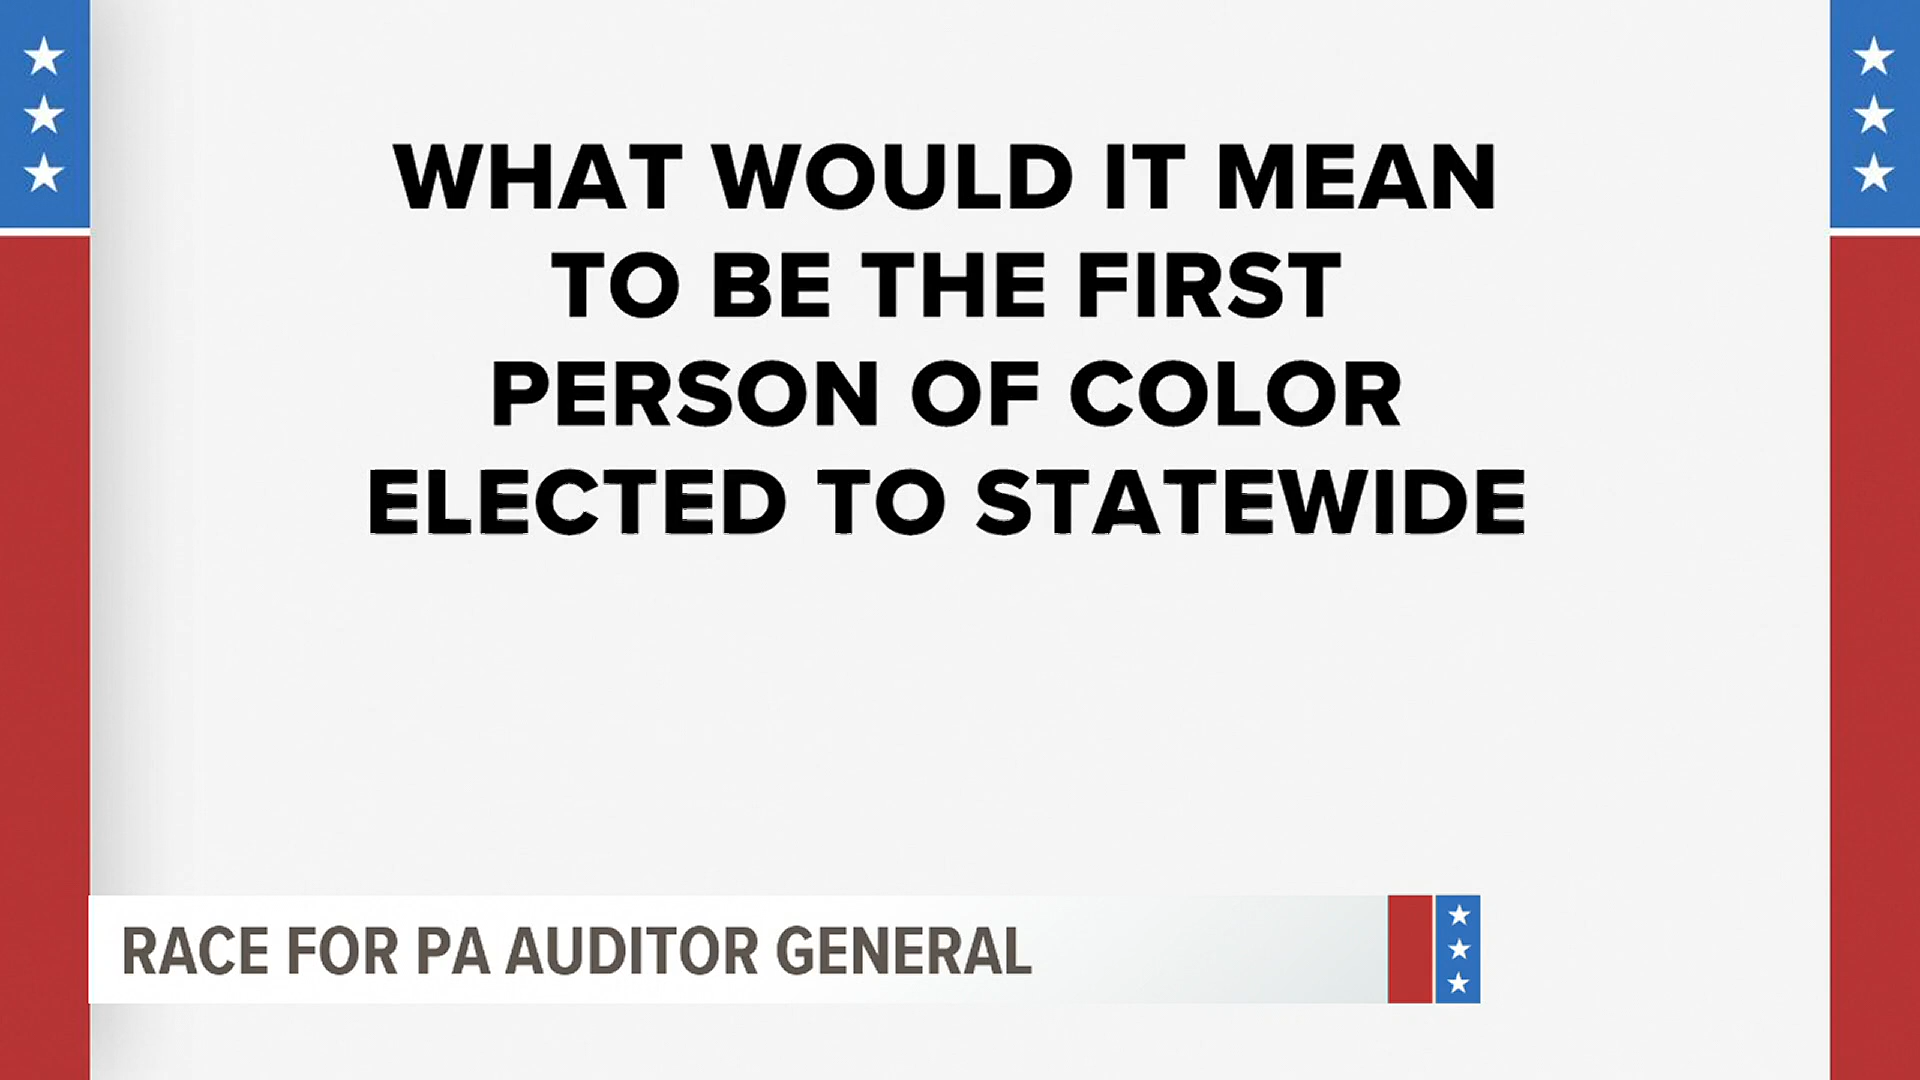 WHAT WOULD IT MEAN
TO BE THE FIRST
PERSON OF COLOR
ELECTED TO STATEWIDE
RACE FOR PA AUDITOR GENERAL